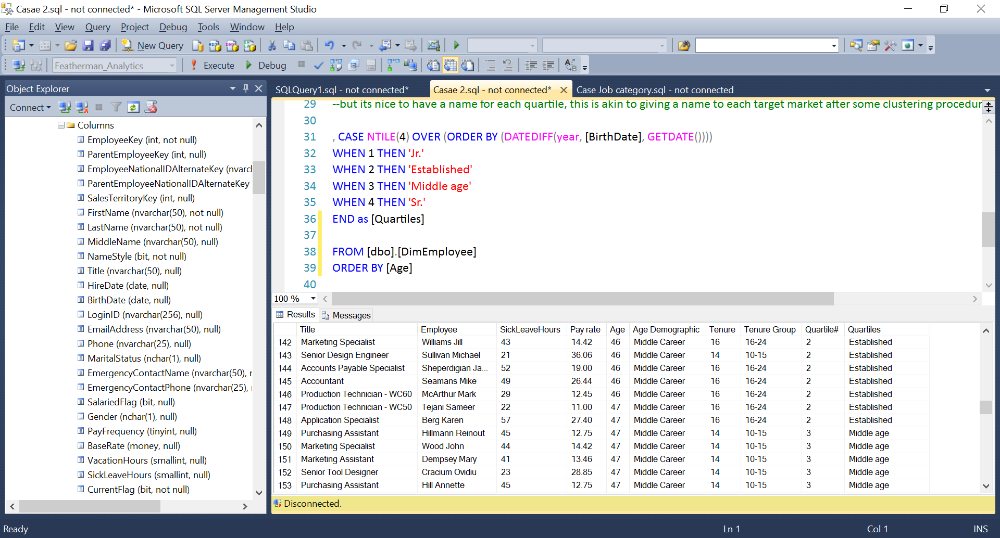 Casae 2.sql - not connected* - Microsoft SQL Server Management Studio
File Edit View Query Project Debug Tools Window Help
New Query
Featherman_Analytics Execute Debug
Object Explorer
Connect
Columns
EmployeeKey (int, not null)
ParentEmployeeKey (int, null)
EmployeeNationalIDAlternateKey (nvarcl
ParentEmployeeNationalIDAlternateKey
SalesTerritoryKey (int, null)
FirstName (nvarchar(50), not null)
LastName (nvarchar(50), not null)
MiddleName (nvarchar(50), null)
NameStyle (bit, not null)
Title (nvarchar(50), null)
HireDate (date, null)
BirthDate (date, null)
LoginID (nvarchar(256), null)
EmailAddress (nvarchar(50), null)
Phone (nvarchar(25), null)
MaritalStatus (nchar(1), null)
EmergencyContactName (nvarchar(50), r
EmergencyContactPhone (nvarchar(25),
SalariedFlag (bit, null)
Gender (nchar(1), null)
PayFrequency (tinyint, null)
BaseRate (money, null)
VacationHours (smallint, null)
SickLeaveHours (smallint, null)
CurrentFlag (bit, not null)
SQLQuery1.sql - not connected* Casae 2.sql - not connected* Case Job category.sql - not connected
29 --but its nice to have a name for each quartile, this is akin to giving a name to each target market after some clustering procedur
30
31 , CASE NTILE(4) OVER (ORDER BY (DATEDIFF(year, [BirthDate], GETDATE())))
32 WHEN 1 THEN 'Jr.'
33 WHEN 2 THEN 'Established'
34 WHEN 3 THEN 'Middle age'
35 WHEN 4 THEN 'Sr.'
36 END as [Quartiles]
37
38 FROM [dbo].[DimEmployee]
39 ORDER BY [Age]
40
100 %
Results Messages
Title Employee SickLeaveHours Pay rate Age Age Demographic Tenure Tenure Group Quartile# Quartiles
142 Marketing Specialist Williams Jill 43 14.42 46 Middle Career 16 16-24 2 Established
143 Senior Design Engineer Sullivan Michael 21 36.06 46 Middle Career 14 10-15 2 Established
144 Accounts Payable Specialist Sheperdigian Ja... 52 19.00 46 Middle Career 16 16-24 2 Established
145 Accountant Seamans Mike 49 26.44 46 Middle Career 16 16-24 2 Established
146 Production Technician - WC60 McArthur Mark 29 12.45 46 Middle Career 16 16-24 2 Established
147 Production Technician - WC50 Tejani Sameer 22 11.00 47 Middle Career 16 16-24 2 Established
148 Application Specialist Berg Karen 57 27.40 47 Middle Career 16 16-24 2 Established
149 Purchasing Assistant Hillmann Reinout 45 12.75 47 Middle Career 14 10-15 3 Middle age
150 Marketing Specialist Wood John 44 14.42 47 Middle Career 14 10-15 3 Middle age
151 Marketing Assistant Dempsey Mary 41 13.46 47 Middle Career 14 10-15 3 Middle age
152 Senior Tool Designer Cracium Ovidiu 23 28.85 47 Middle Career 14 10-15 3 Middle age
153 Purchasing Assistant Hill Annette 45 12.75 47 Middle Career 14 10-15 3 Middle age
Disconnected.
Ready Ln 1 Col 1 INS